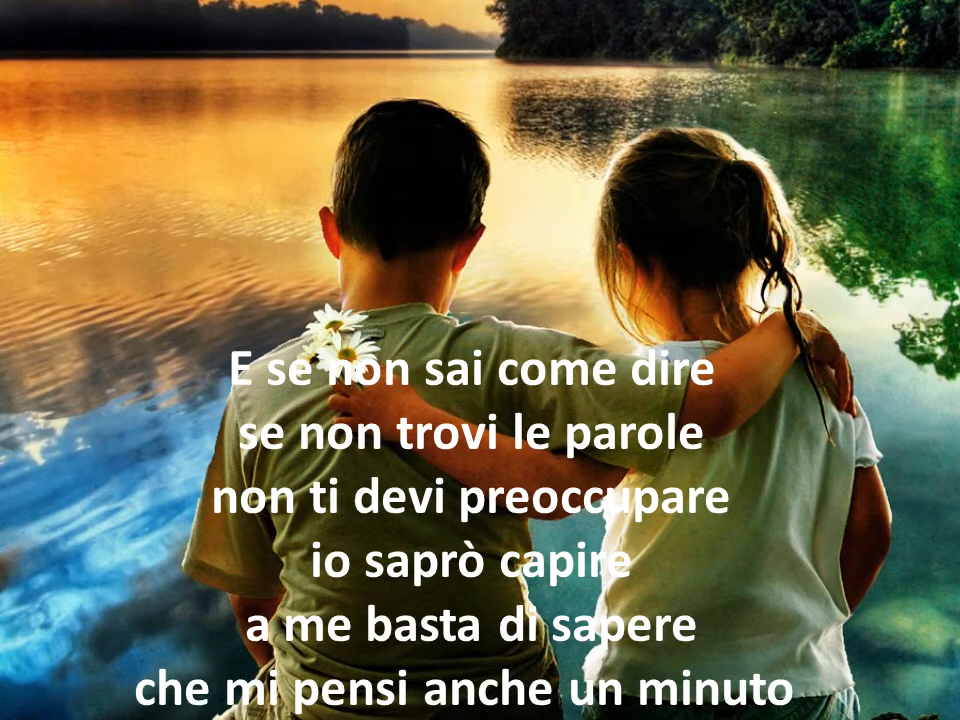 E se non sai come dire
se non trovi le parole
non ti devi preoccupare
io saprò capire
a me basta di sapere
che mi pensi anche un minuto